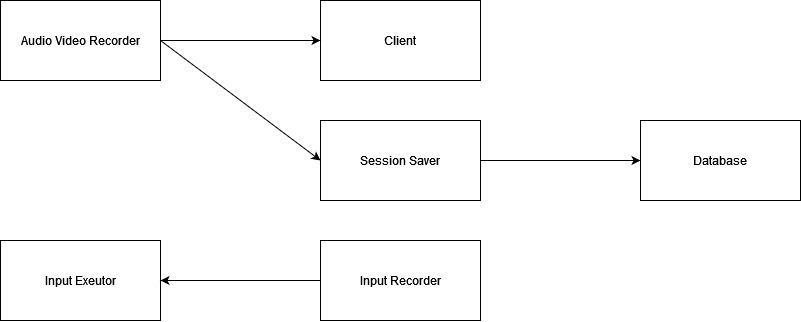 Audio Video Recorder
Client
Session Saver
Database
Input Exeutor
Input Recorder